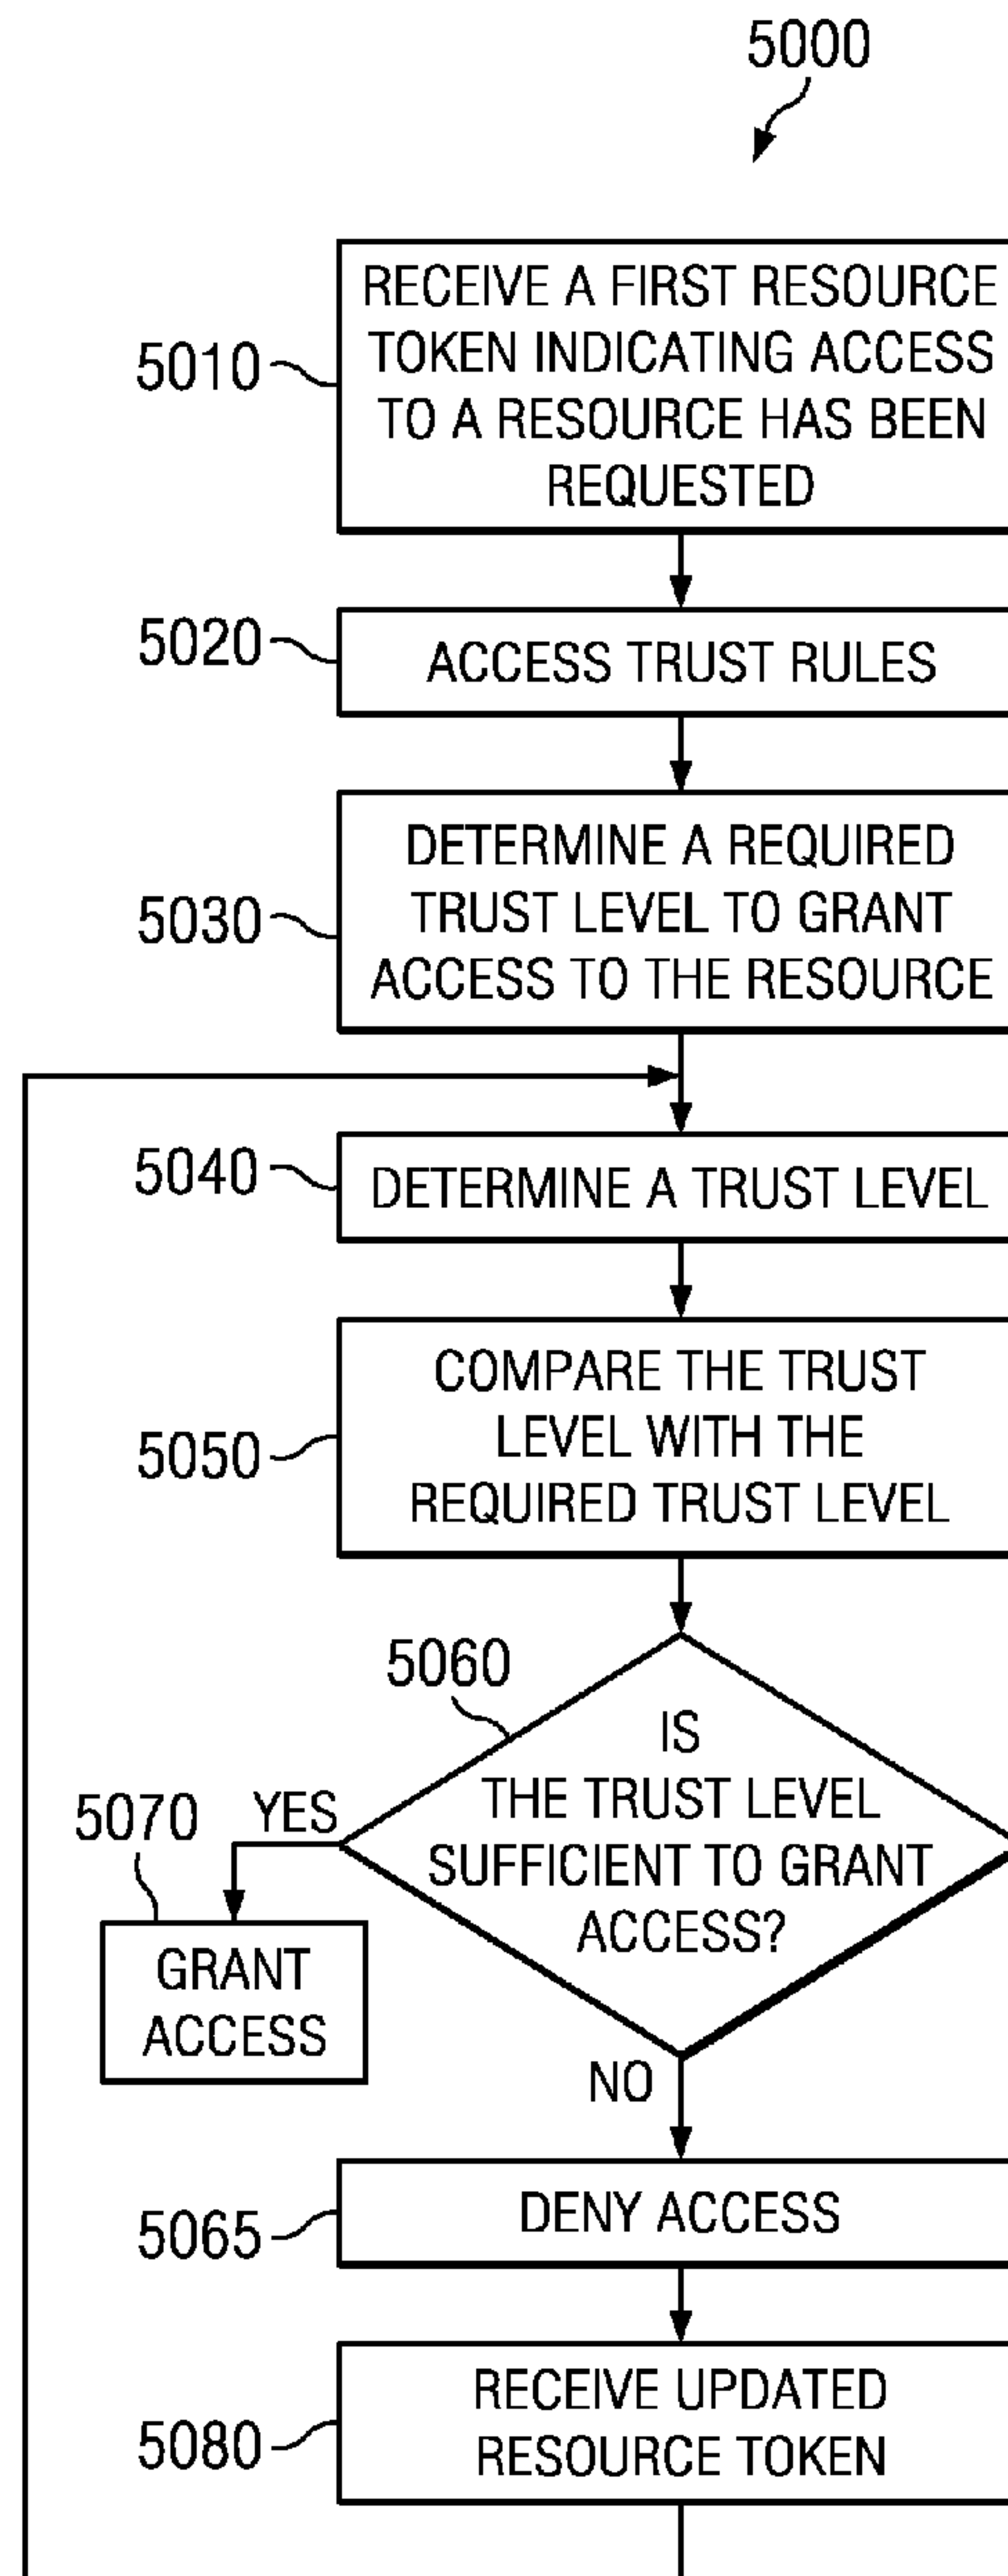 5000
5010
RECEIVE A FIRST RESOURCE
TOKEN INDICATING ACCESS
TO A RESOURCE HAS BEEN
REQUESTED
5020
ACCESS TRUST RULES
5030
DETERMINE A REQUIRED
TRUST LEVEL TO GRANT
ACCESS TO THE RESOURCE
5040
DETERMINE A TRUST LEVEL
5050
COMPARE THE TRUST
LEVEL WITH THE
REQUIRED TRUST LEVEL
5060
IS
THE TRUST LEVEL
SUFFICIENT TO GRANT
ACCESS?
YES
5070
GRANT
ACCESS
NO
5065
DENY ACCESS
5080
RECEIVE UPDATED
RESOURCE TOKEN